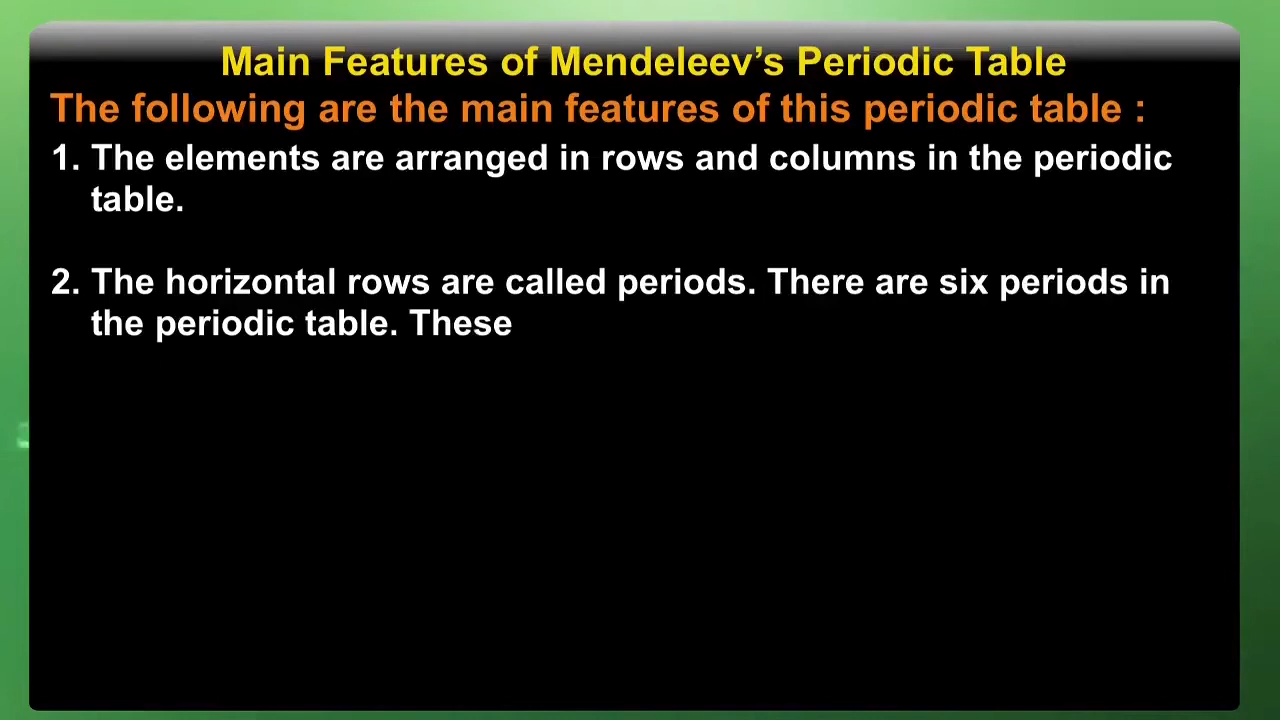 Main Features of Mendeleev’s Periodic Table
The following are the main features of this periodic table :
1. The elements are arranged in rows and columns in the periodic
table.
2. The horizontal rows are called periods. There are six periods in
the periodic table. These